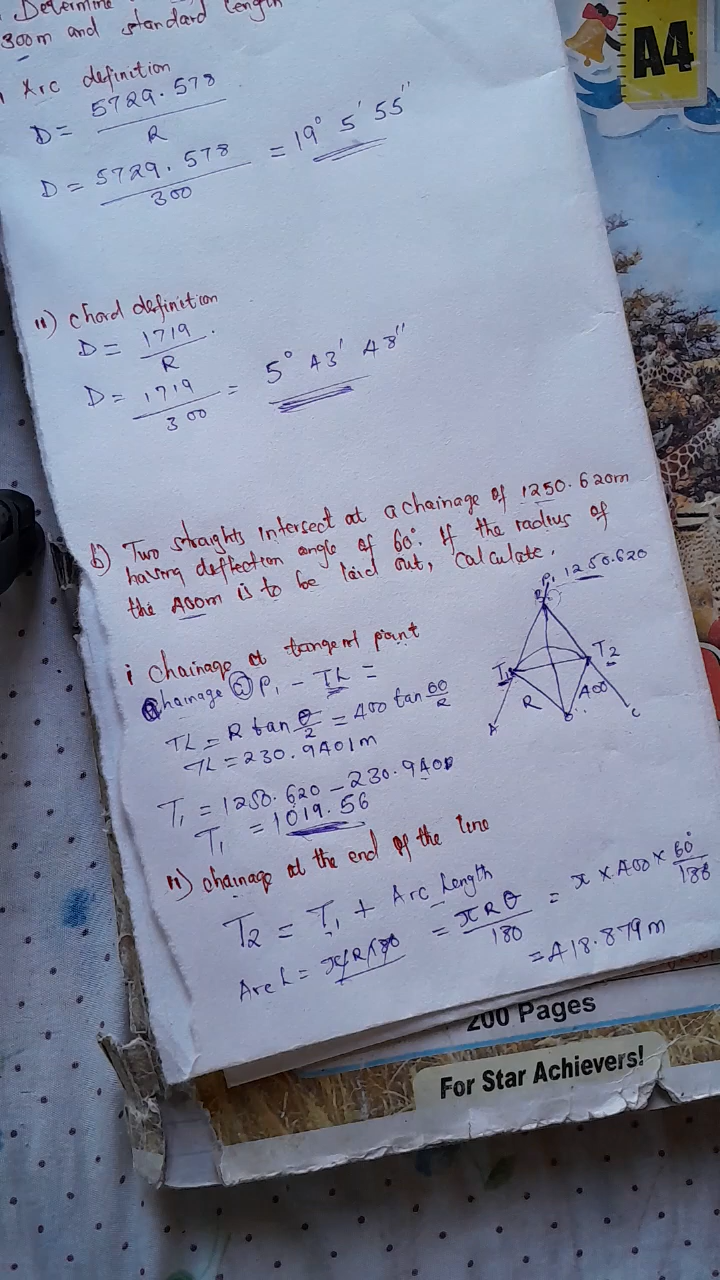 Determine
300m and standard length
Arc definition
D = 5729.578 / R
D = 5729.578 / 300 = 19° 5' 55"
ii) chord definition
D = 1719 / R .
D = 1719 / 300 = 5° 43' 48"
b) Two straights intersect at a chainage of 1250.620m
having deflection angle of 60°. If the radius of
the 400m is to be laid out, calculate.
P1 1250.620
i chainage at tangent point
Chainage @ P1 - TL =
TL = R tan θ/2 = 400 tan 60/2
TL = 230.9401m
T1 T2
R 400
A C
T1 = 1250.620 - 230.940
T1 = 1019.56
ii) chainage at the end of the line
T2 = T1 + Arc Length
Arc L = = πRθ / 180 = π × 400 × 60° / 180
= 418.879m
A4
200 Pages
For Star Achievers!